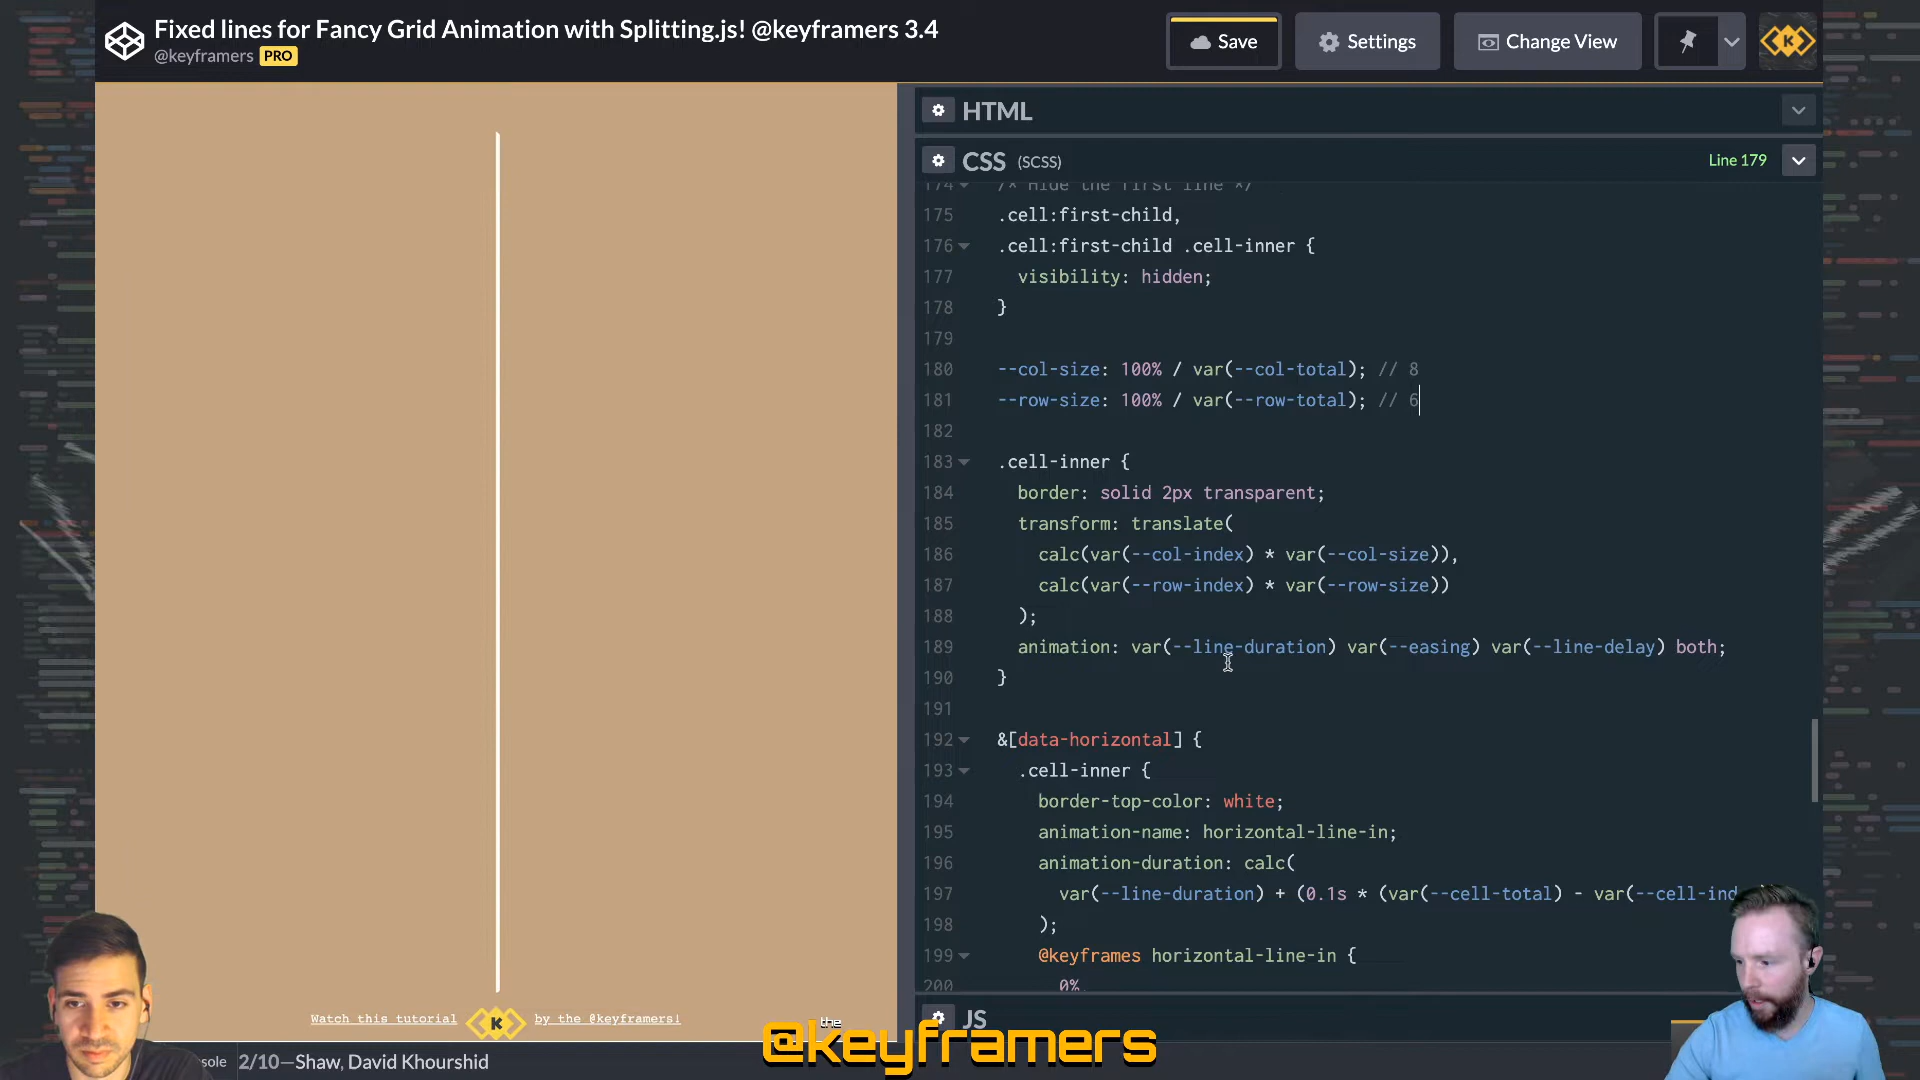 Fixed lines for Fancy Grid Animation with Splitting.js! @keyframers 3.4
@keyframers PRO
Save
Settings
Change View
K
HTML
CSS (SCSS)
Line 179
174 /* Hide the first line */
175 .cell:first-child,
176 .cell:first-child .cell-inner {
177 visibility: hidden;
178 }
179
180 --col-size: 100% / var(--col-total); // 8
181 --row-size: 100% / var(--row-total); // 6
182
183 .cell-inner {
184 border: solid 2px transparent;
185 transform: translate(
186 calc(var(--col-index) * var(--col-size)),
187 calc(var(--row-index) * var(--row-size))
188 );
189 animation: var(--line-duration) var(--easing) var(--line-delay) both;
190 }
191
192 &[data-horizontal] {
193 .cell-inner {
194 border-top-color: white;
195 animation-name: horizontal-line-in;
196 animation-duration: calc(
197 var(--line-duration) + (0.1s * (var(--cell-total) - var(--cell-ind
198 );
199 @keyframes horizontal-line-in {
200 0%
JS
Watch this tutorial K by the @keyframers!
sole 2/10—Shaw, David Khourshid
the
@keyframers